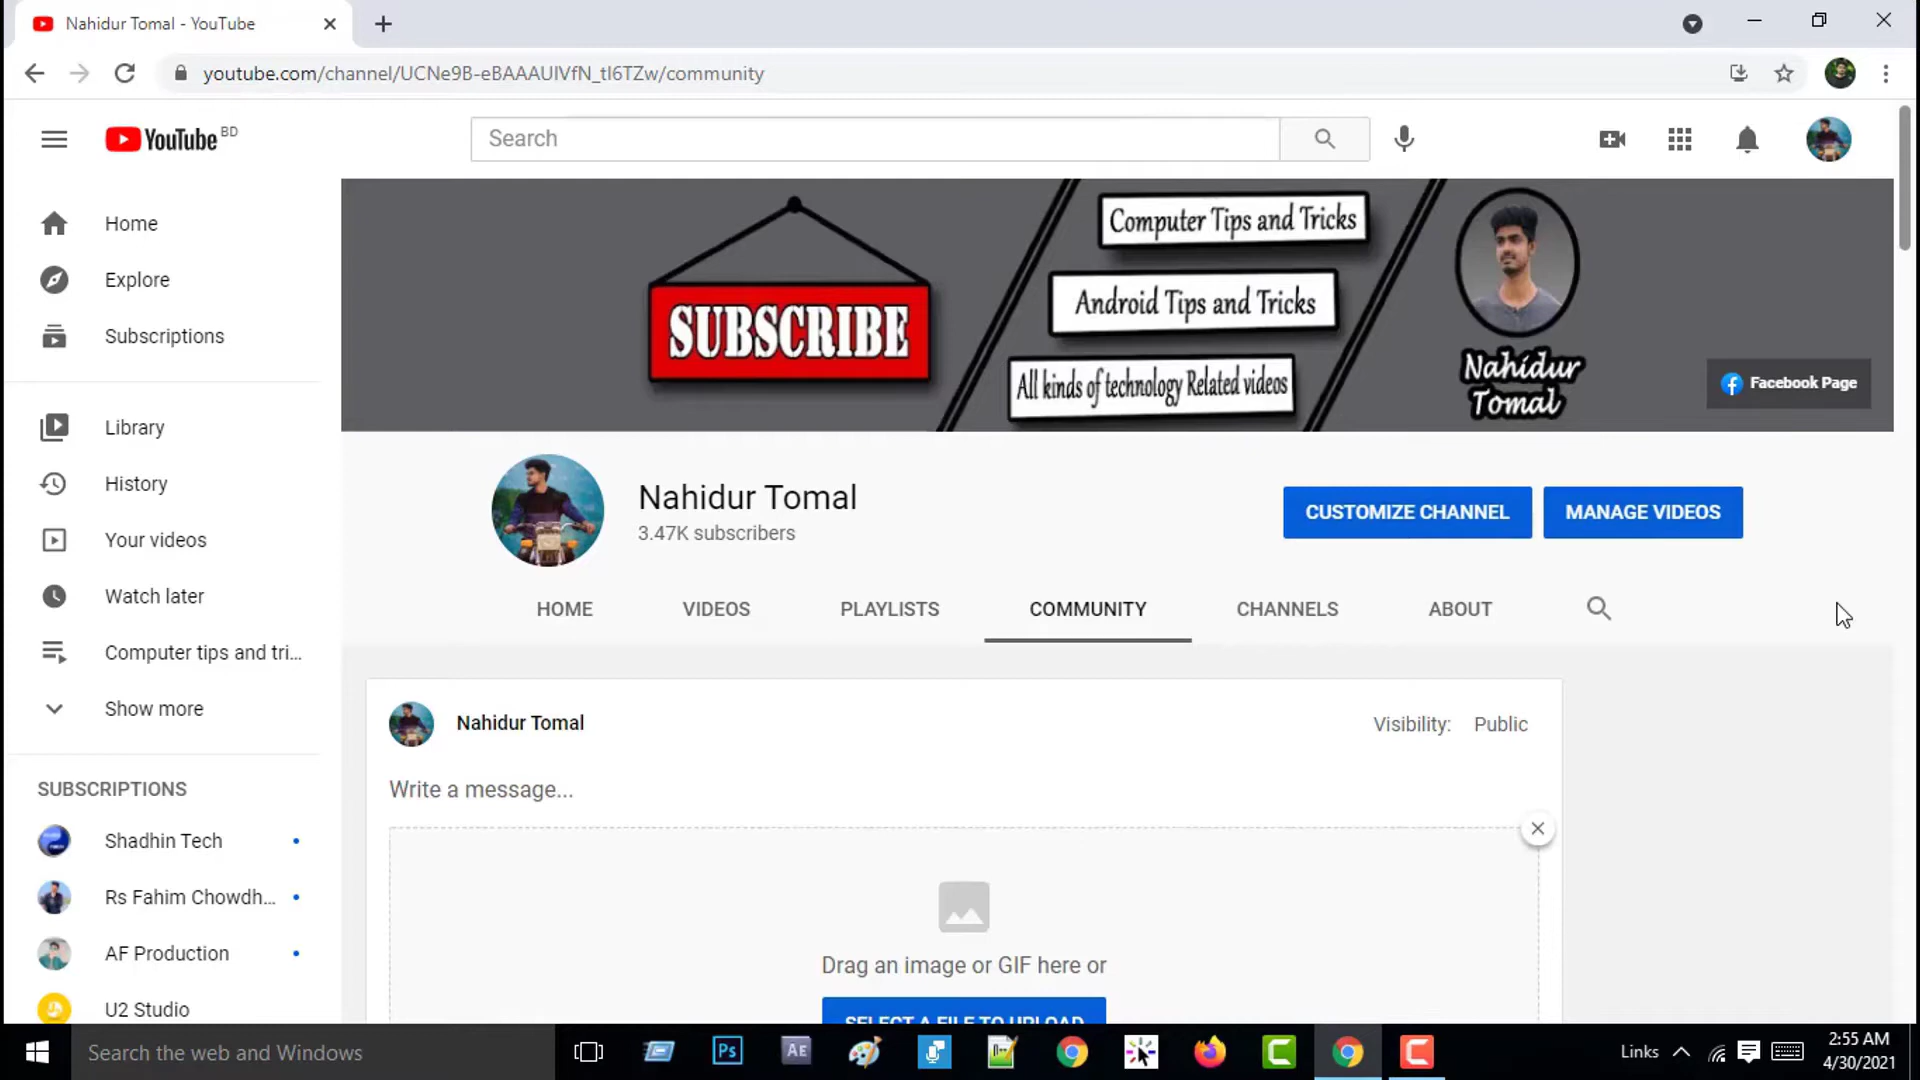 Nahidur Tomal - YouTube
youtube.com/channel/UCNe9B-eBAAAUlVfN_tI6TZw/community
YouTube BD
Search
Home
Explore
Subscriptions
Library
History
Your videos
Watch later
Computer tips and tri...
Show more
SUBSCRIPTIONS
Shadhin Tech
Rs Fahim Chowdh...
AF Production
U2 Studio
SUBSCRIBE
Computer Tips and Tricks
Android Tips and Tricks
All kinds of technology Related videos
Nahidur
Tomal
Facebook Page
Nahidur Tomal
3.47K subscribers
CUSTOMIZE CHANNEL
MANAGE VIDEOS
HOME VIDEOS PLAYLISTS COMMUNITY CHANNELS ABOUT
Nahidur Tomal
Visibility: Public
Write a message...
Drag an image or GIF here or
SELECT A FILE TO UPLOAD
Search the web and Windows
Ps
AE
Links
2:55 AM
4/30/2021